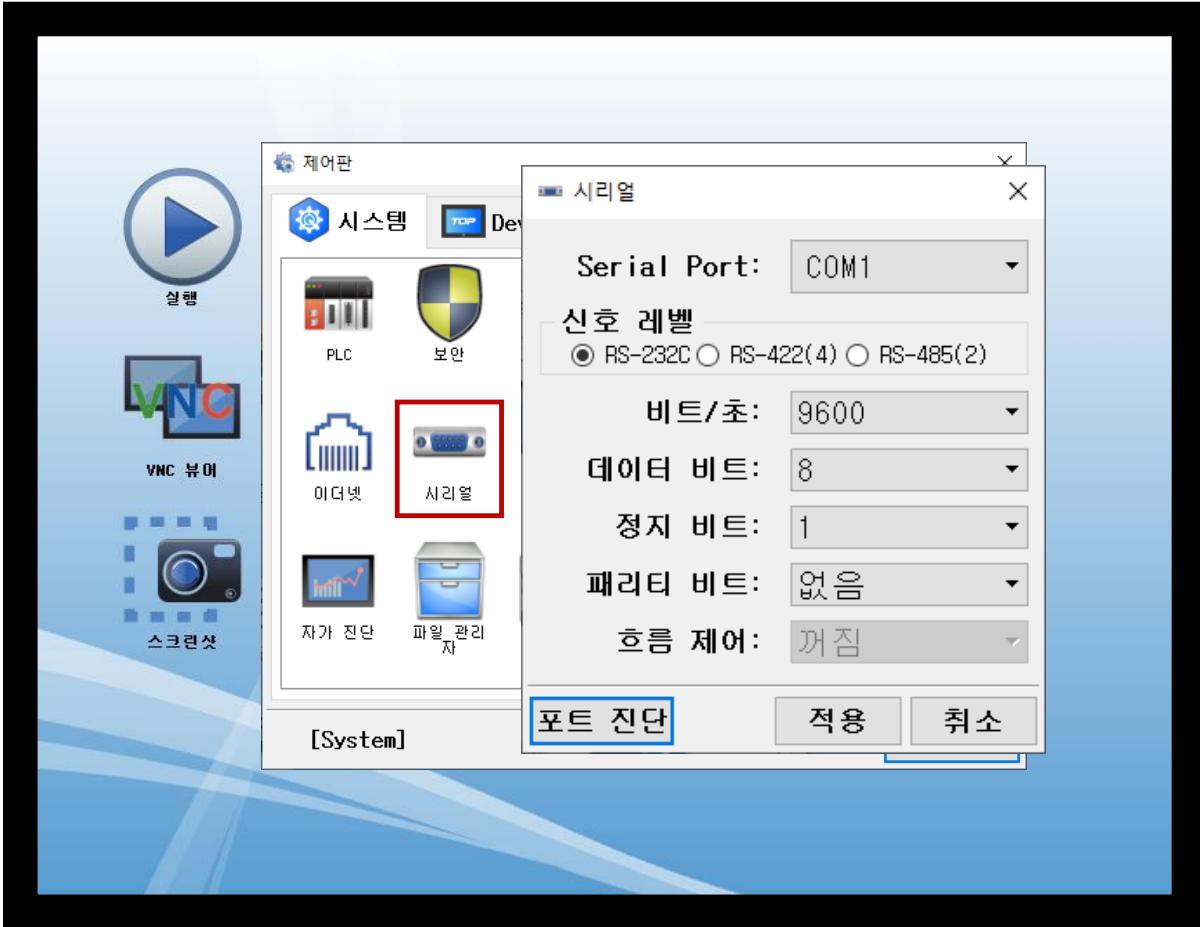 실행
VNC
VNC 뷰어
스크린샷
제어판
시스템
TOP
PLC
보안
이더넷
시리얼
자가 진단
파일 관리
자
[System]
시리얼
Serial Port: COM1
신호 레벨
RS-232C RS-422(4) RS-485(2)
비트/초: 9600
데이터 비트: 8
정지 비트: 1
패리티 비트: 없음
흐름 제어: 꺼짐
포트 진단 적용 취소